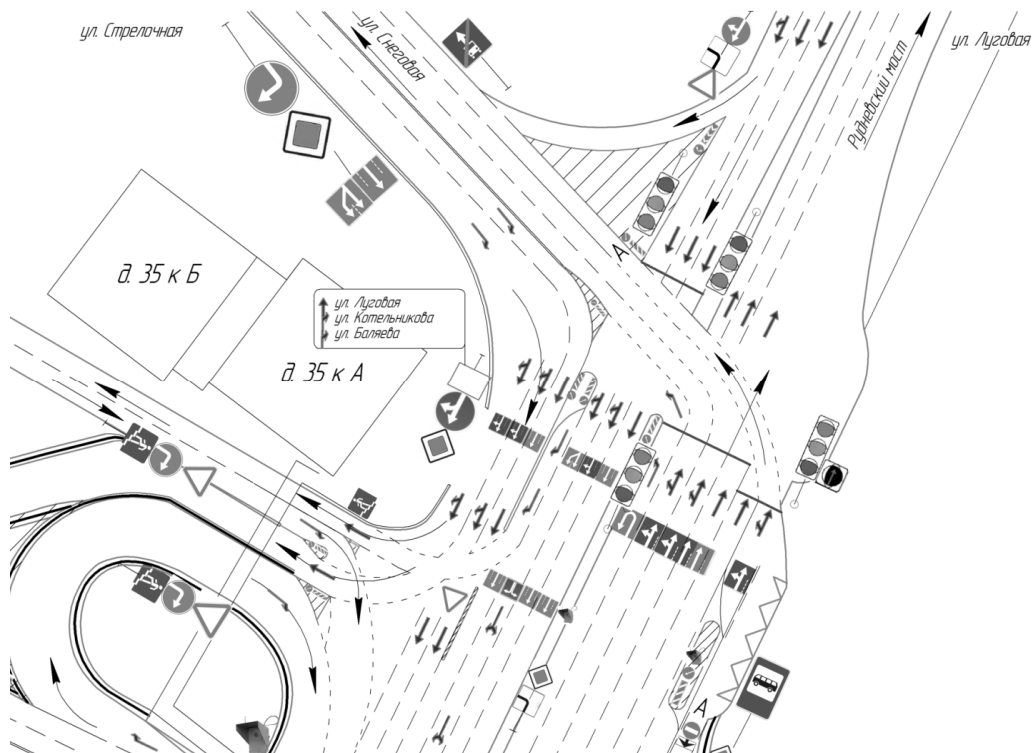 ул. Стрелочная
ул. Снеговая
ул. Луговая
Рудневский мост
А
д. 35 к Б
ул. Луговая
ул. Котельникова
ул. Баляева
д. 35 к А
А